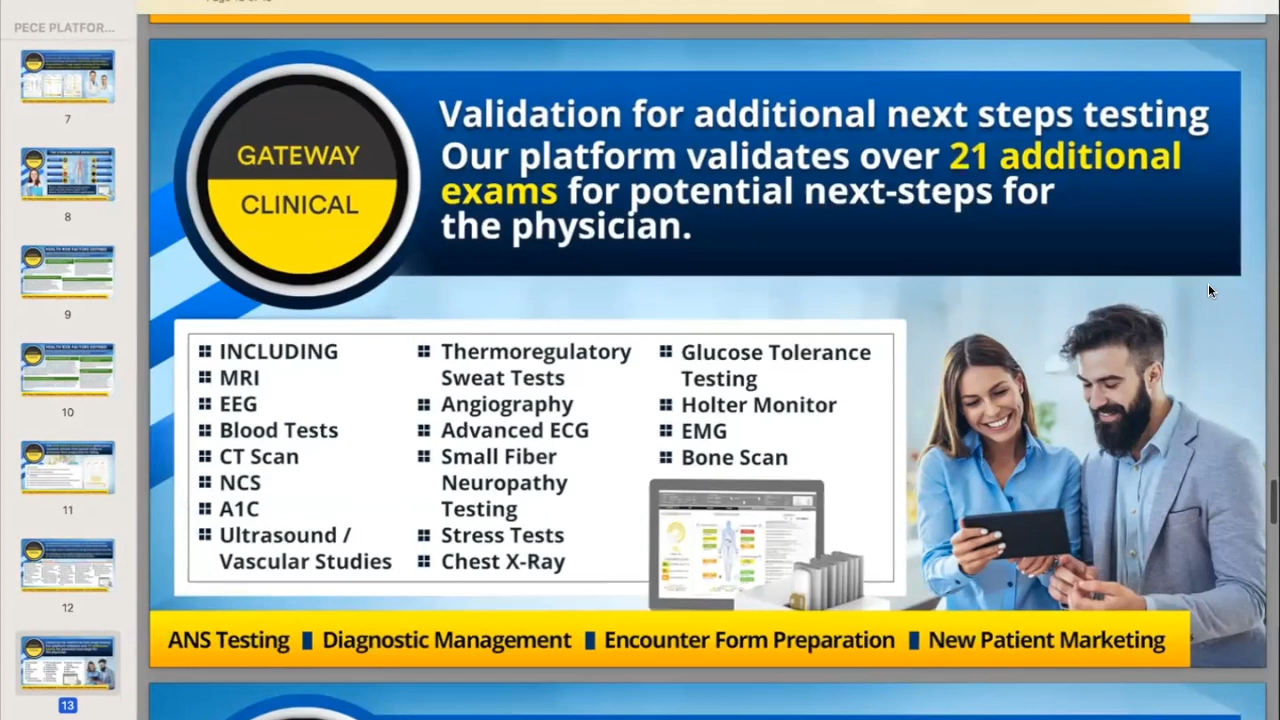 PECE PLATFOR...
7
8
9
10
11
12
13
GATEWAY
CLINICAL
Validation for additional next steps testing
Our platform validates over 21 additional
exams for potential next-steps for
the physician.
INCLUDING
MRI
EEG
Blood Tests
CT Scan
NCS
A1C
Ultrasound /
Vascular Studies
Thermoregulatory
Sweat Tests
Angiography
Advanced ECG
Small Fiber
Neuropathy
Testing
Stress Tests
Chest X-Ray
Glucose Tolerance
Testing
Holter Monitor
EMG
Bone Scan
ANS Testing Diagnostic Management Encounter Form Preparation New Patient Marketing